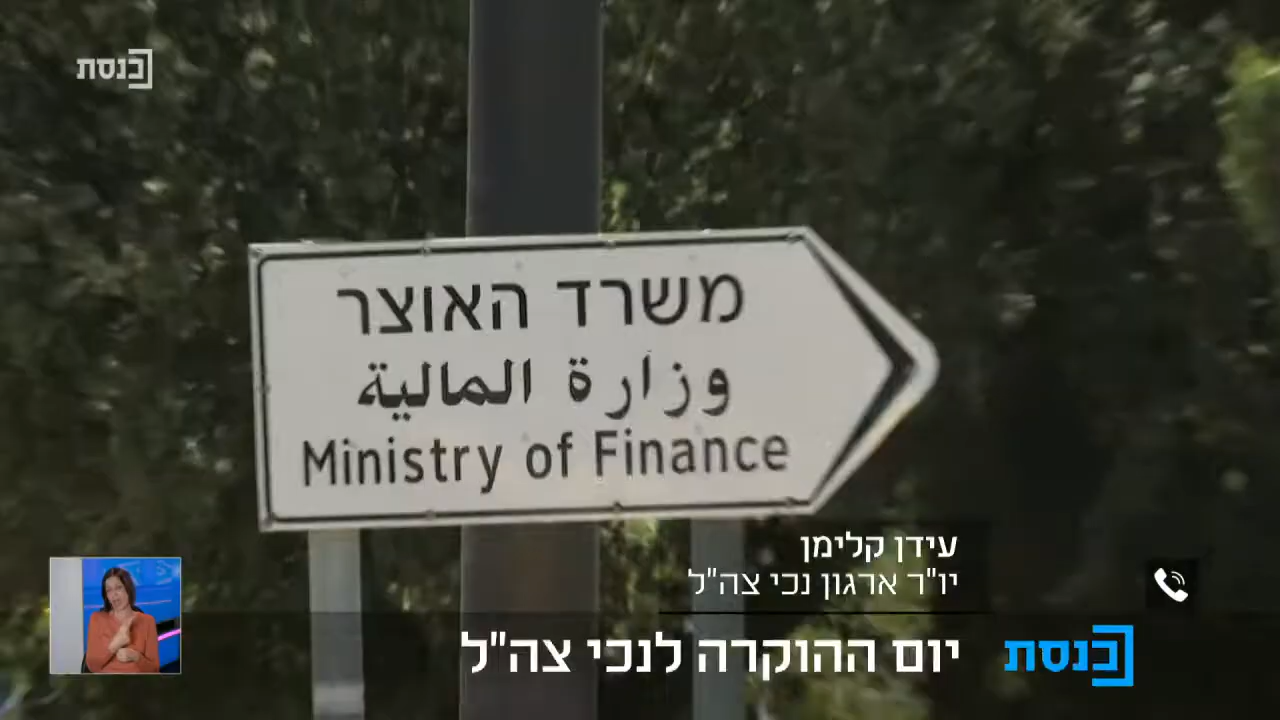 כנסת
משרד האוצר
وزارة المالية
Ministry of Finance
עידן קלימן
יו"ר ארגון נכי צה"ל
יום ההוקרה לנכי צה"ל
כנסת